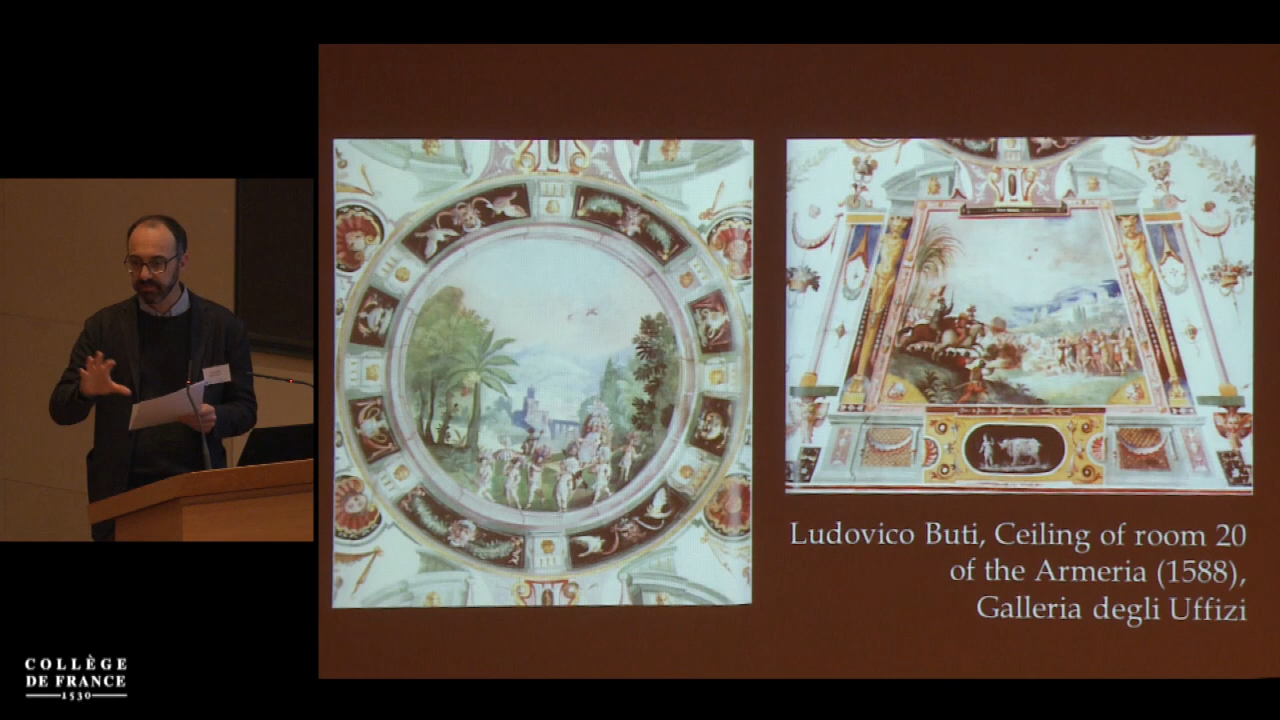 Ludovico Buti, Ceiling of room 20
of the Armeria (1588),
Galleria degli Uffizi
COLLÈGE
DE FRANCE
1530